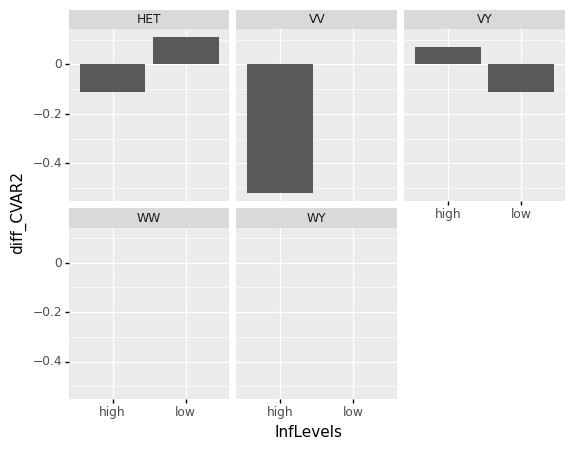 HET VV VY
0
−0.2
−0.4
high low
WW WY
0
−0.2
−0.4
high low high low
InfLevels
diff_CVAR2